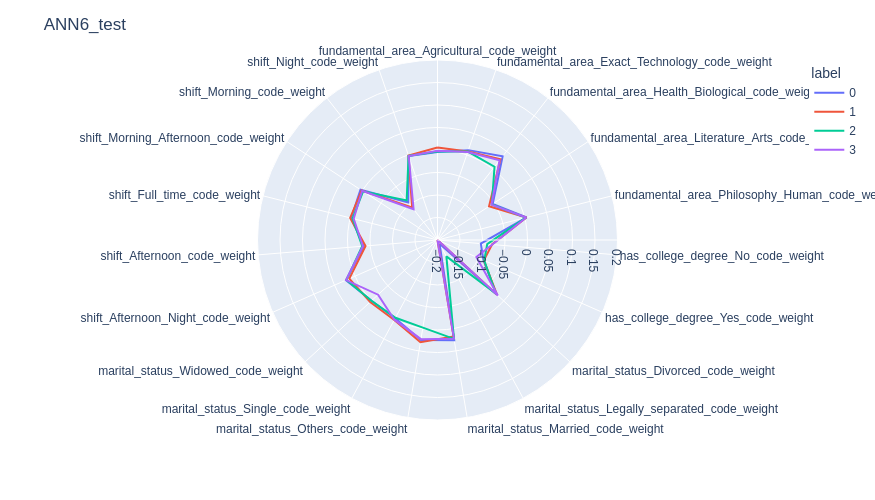 ANN6_test
fundamental_area_Agricultural_code_weight
shift_Night_code_weight
fundamental_area_Exact_Technology_code_weight
label
shift_Morning_code_weight
fundamental_area_Health_Biological_code_weig
0
1
2
3
shift_Morning_Afternoon_code_weight
fundamental_area_Literature_Arts_code_
shift_Full_time_code_weight
fundamental_area_Philosophy_Human_code_we
shift_Afternoon_code_weight
−0.2
−0.15
−0.1
−0.05
0
0.05
0.1
0.15
0.2
has_college_degree_No_code_weight
shift_Afternoon_Night_code_weight
has_college_degree_Yes_code_weight
marital_status_Widowed_code_weight
marital_status_Divorced_code_weight
marital_status_Single_code_weight
marital_status_Legally_separated_code_weight
marital_status_Others_code_weight
marital_status_Married_code_weight